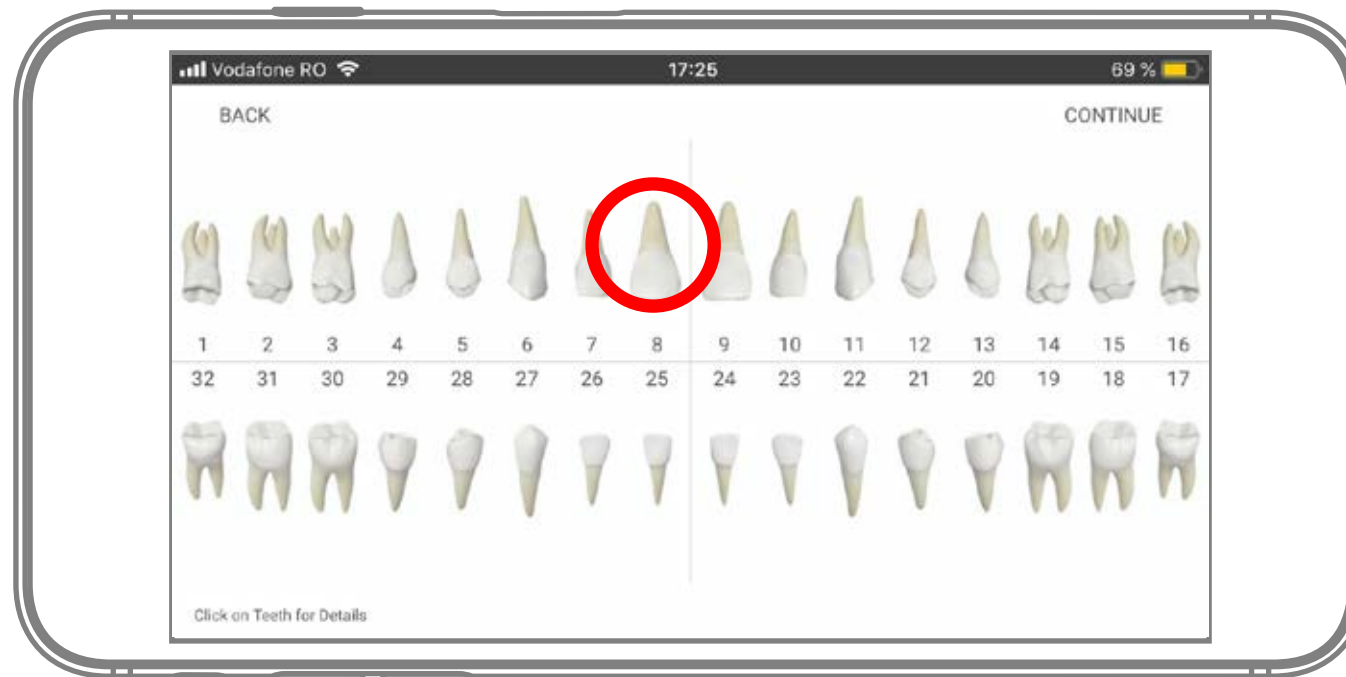 Vodafone RO 17:25 69 %
BACK CONTINUE
1 2 3 4 5 6 7 8 9 10 11 12 13 14 15 16
32 31 30 29 28 27 26 25 24 23 22 21 20 19 18 17
Click on Teeth for Details